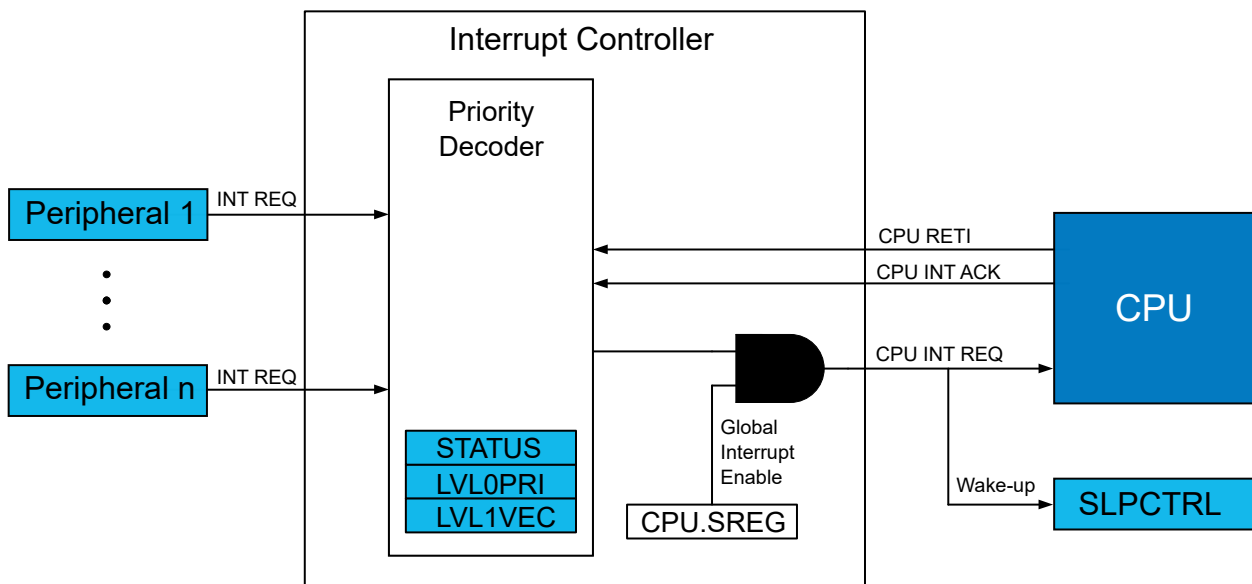 Interrupt Controller
Priority
Decoder
Peripheral 1
INT REQ
CPU RETI
CPU INT ACK
CPU
CPU INT REQ
Peripheral n
INT REQ
STATUS
LVL0PRI
LVL1VEC
Global
Interrupt
Enable
CPU.SREG
Wake-up
SLPCTRL